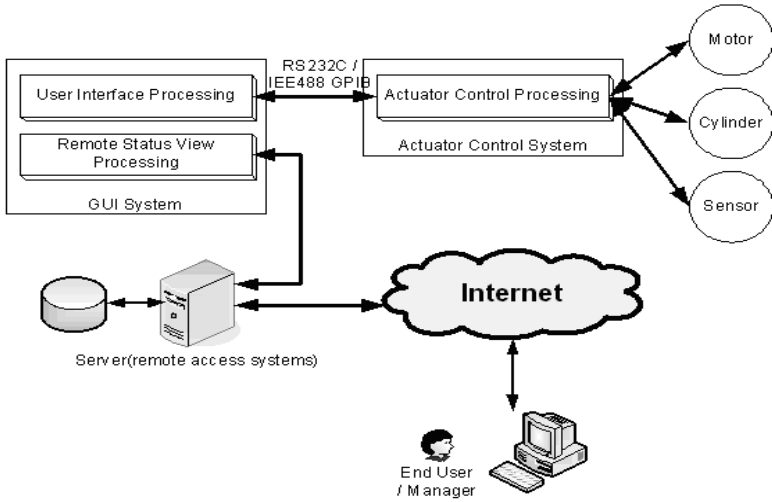 RS232C /
IEE488 GPIB
User Interface Processing
Remote Status View
Processing
GUI System
Actuator Control Processing
Actuator Control System
Motor
Cylinder
Sensor
Server(remote access systems)
Internet
End User
/ Manager